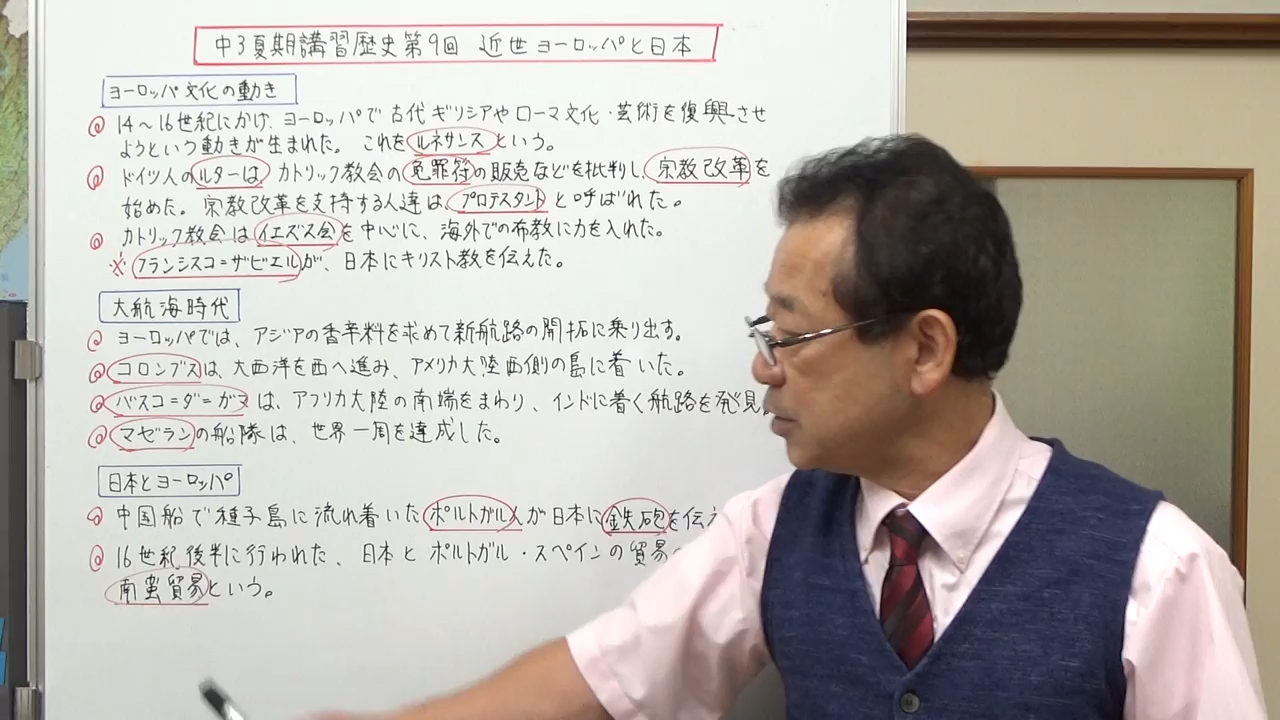 中3夏期講習歴史第9回 近世ヨーロッパと日本
ヨーロッパ文化の動き
14～16世紀にかけ、ヨーロッパで古代ギリシアやローマ文化・芸術を復興させ
ようという動きが生まれた。これをルネサンスという。
ドイツ人のルターは、カトリック教会の免罪符の販売などを批判し、宗教改革を
始めた。宗教改革を支持する人達は、プロテスタントと呼ばれた。
カトリック教会はイエズス会を中心に、海外での布教に力を入れた。
※フランシスコ=ザビエルが、日本にキリスト教を伝えた。
大航海時代
ヨーロッパでは、アジアの香辛料を求めて新航路の開拓に乗り出す。
コロンブスは、大西洋を西へ進み、アメリカ大陸西側の島に着いた。
バスコ=ダ=ガマは、アフリカ大陸の南端をまわり、インドに着く航路を発見
マゼランの船隊は、世界一周を達成した。
日本とヨーロッパ
中国船で種子島に流れ着いたポルトガル人が日本に鉄砲を伝え
16世紀後半に行われた、日本とポルトガル・スペインの貿易
南蛮貿易という。